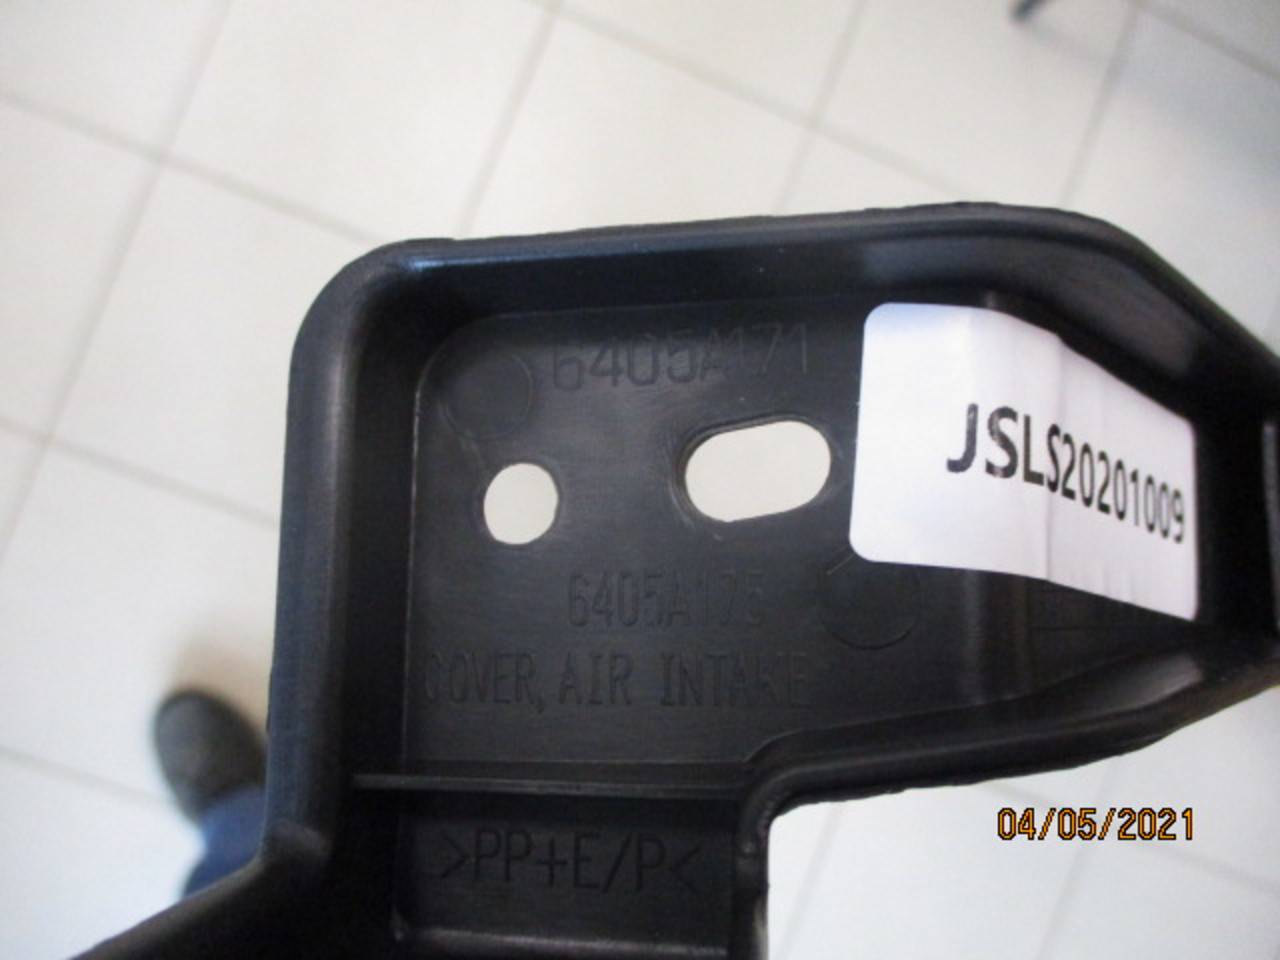 6405A171
JSLS20201009
6405A175
COVER, AIR INTAKE
>PP+E/P<
04/05/2021